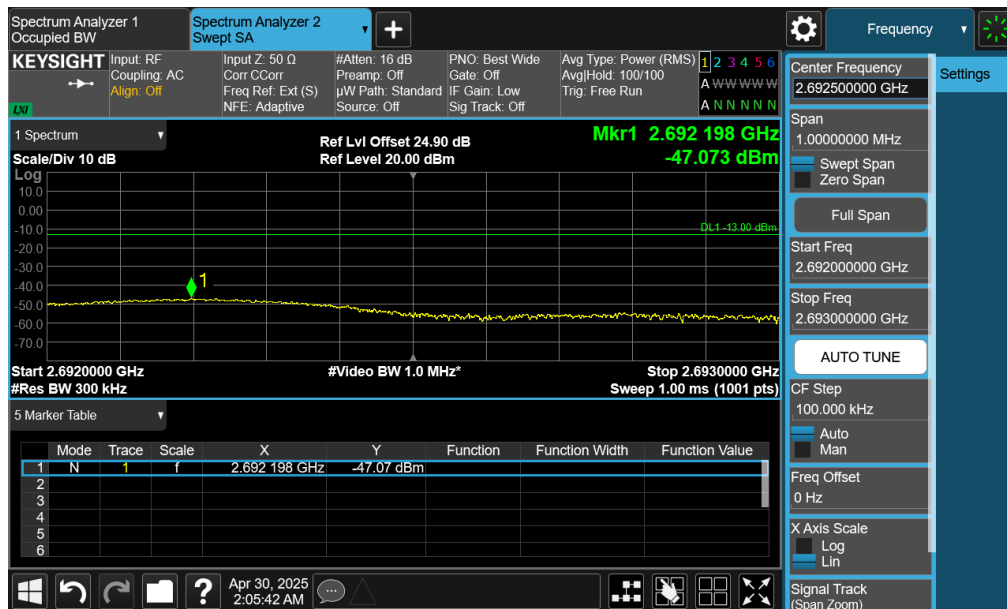 Spectrum Analyzer 1
Occupied BW
Spectrum Analyzer 2
Swept SA
+
Frequency
KEYSIGHT
LXI
Input: RF
Coupling: AC
Align: Off
Input Z: 50 Ω
Corr CCorr
Freq Ref: Ext (S)
NFE: Adaptive
#Atten: 16 dB
Preamp: Off
µW Path: Standard
Source: Off
PNO: Best Wide
Gate: Off
IF Gain: Low
Sig Track: Off
Avg Type: Power (RMS)
Avg|Hold: 100/100
Trig: Free Run
1 2 3 4 5 6
A W W W W W
A N N N N N
1 Spectrum
Scale/Div 10 dB
Ref Lvl Offset 24.90 dB
Ref Level 20.00 dBm
Mkr1 2.692 198 GHz
-47.073 dBm
Log
10.0
0.00
-10.0
-20.0
-30.0
-40.0
-50.0
-60.0
-70.0
DL1 -13.00 dBm
1
Start 2.6920000 GHz
#Res BW 300 kHz
#Video BW 1.0 MHz*
Stop 2.6930000 GHz
Sweep 1.00 ms (1001 pts)
5 Marker Table
Mode Trace Scale X Y Function Function Width Function Value
1 N 1 f 2.692 198 GHz -47.07 dBm
2
3
4
5
6
Apr 30, 2025
2:05:42 AM
?
Center Frequency
2.692500000 GHz
Span
1.00000000 MHz
Swept Span
Zero Span
Full Span
Start Freq
2.692000000 GHz
Stop Freq
2.693000000 GHz
AUTO TUNE
CF Step
100.000 kHz
Auto
Man
Freq Offset
0 Hz
X Axis Scale
Log
Lin
Signal Track
(Span Zoom)
Settings